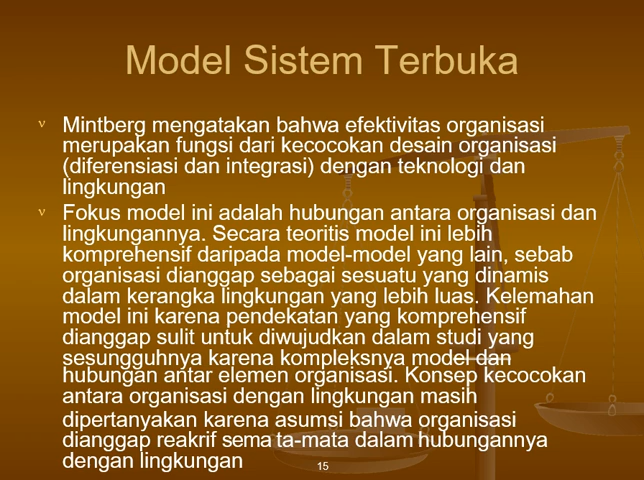 Model Sistem Terbuka
ν Mintberg mengatakan bahwa efektivitas organisasi
merupakan fungsi dari kecocokan desain organisasi
(diferensiasi dan integrasi) dengan teknologi dan
lingkungan
ν Fokus model ini adalah hubungan antara organisasi dan
lingkungannya. Secara teoritis model ini lebih
komprehensif daripada model-model yang lain, sebab
organisasi dianggap sebagai sesuatu yang dinamis
dalam kerangka lingkungan yang lebih luas. Kelemahan
model ini karena pendekatan yang komprehensif
dianggap sulit untuk diwujudkan dalam studi yang
sesungguhnya karena kompleksnya model dan
hubungan antar elemen organisasi. Konsep kecocokan
antara organisasi dengan lingkungan masih
dipertanyakan karena asumsi bahwa organisasi
dianggap reakrif sema ta-mata dalam hubungannya
dengan lingkungan
15